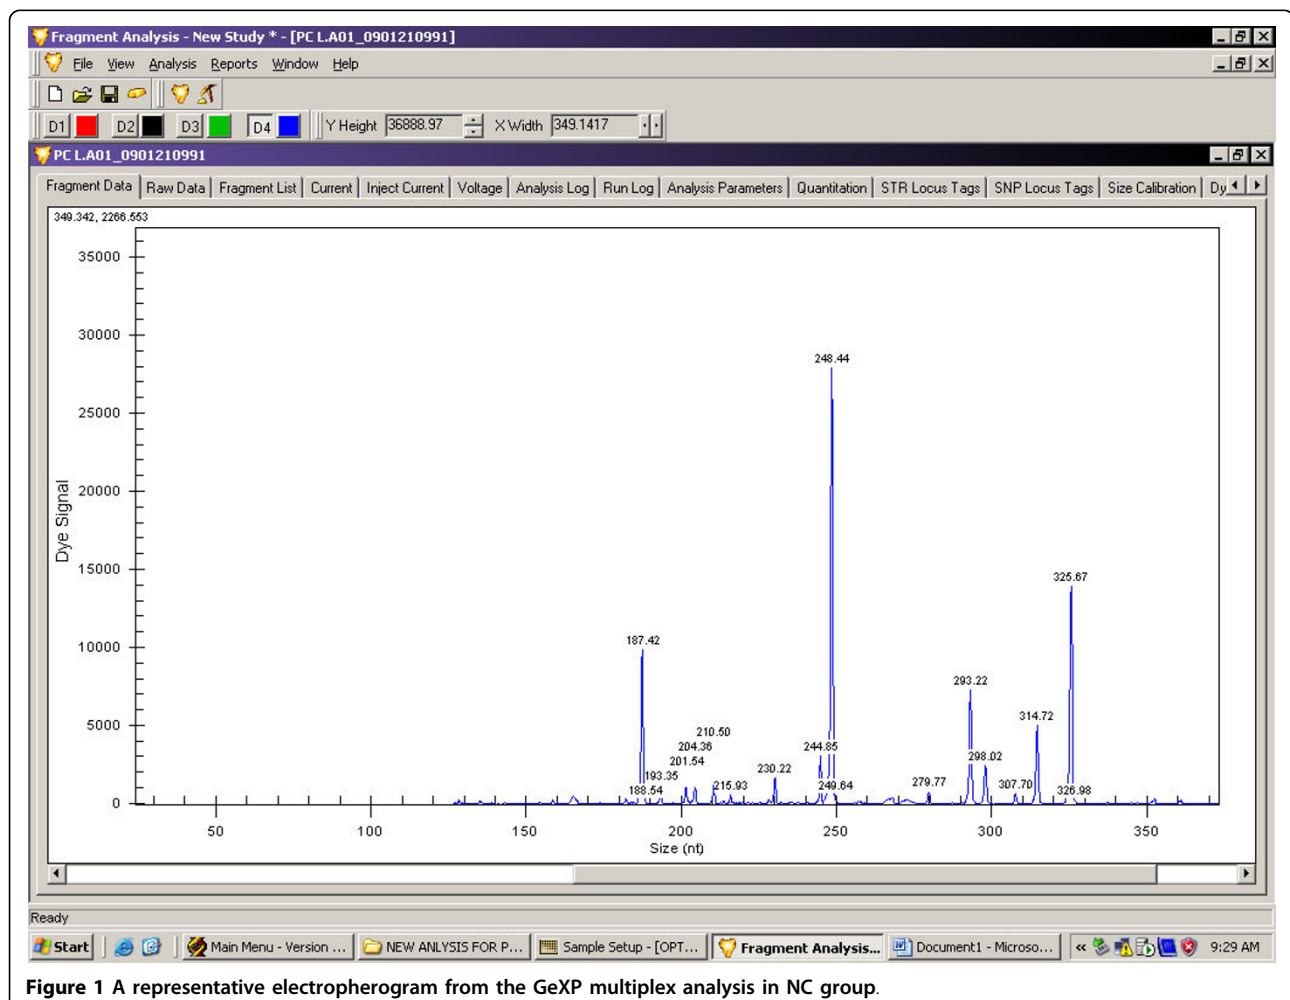 Fragment Analysis - New Study * - [PC L.A01_0901210991]
File View Analysis Reports Window Help
D1 D2 D3 D4 Y Height 36888.97 X Width 349.1417
PC L.A01_0901210991
Fragment Data Raw Data Fragment List Current Inject Current Voltage Analysis Log Run Log Analysis Parameters Quantitation STR Locus Tags SNP Locus Tags Size Calibration Dy
349.342, 2266.553
35000
30000
248.44
25000
20000
Dye Signal
15000
325.67
10000
187.42
293.22
314.72
5000
210.50
204.36
244.85
201.54
298.02
230.22
193.35
279.77
307.70
215.93
249.64
188.54
326.98
0
50 100 150 200 250 300 350
Size (nt)
Ready
Start Main Menu - Version ... NEW ANLYSIS FOR P... Sample Setup - [OPT... Fragment Analysis... Document1 - Microso... « 9:29 AM
Figure 1 A representative electropherogram from the GeXP multiplex analysis in NC group.